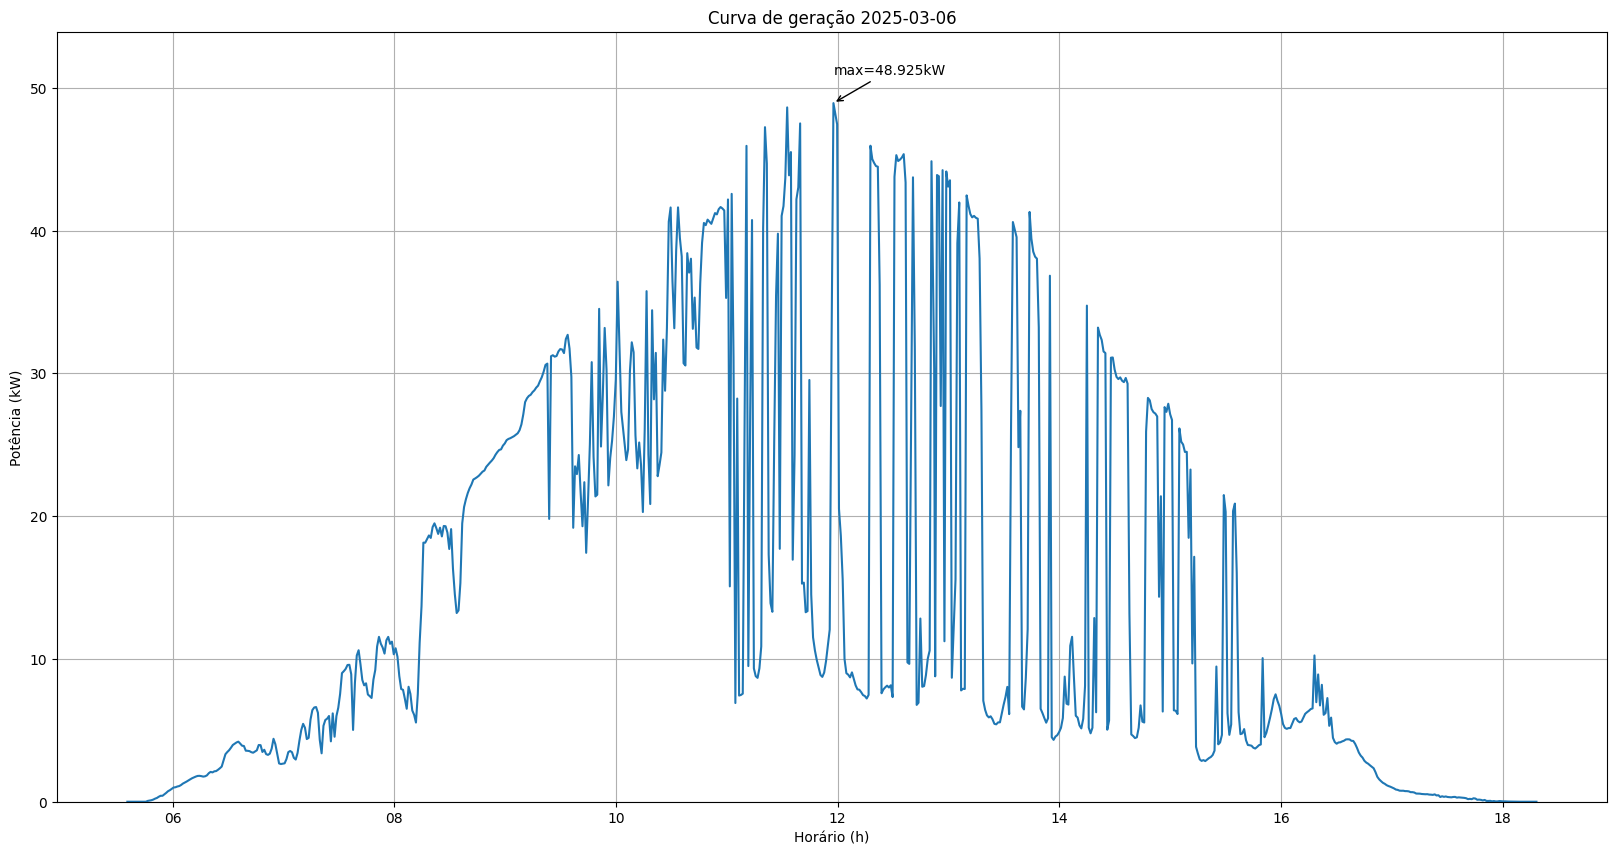 Curva de geração 2025-03-06
max=48.925kW
50
40
30
20
10
0
Potência (kW)
06 08 10 12 14 16 18
Horário (h)